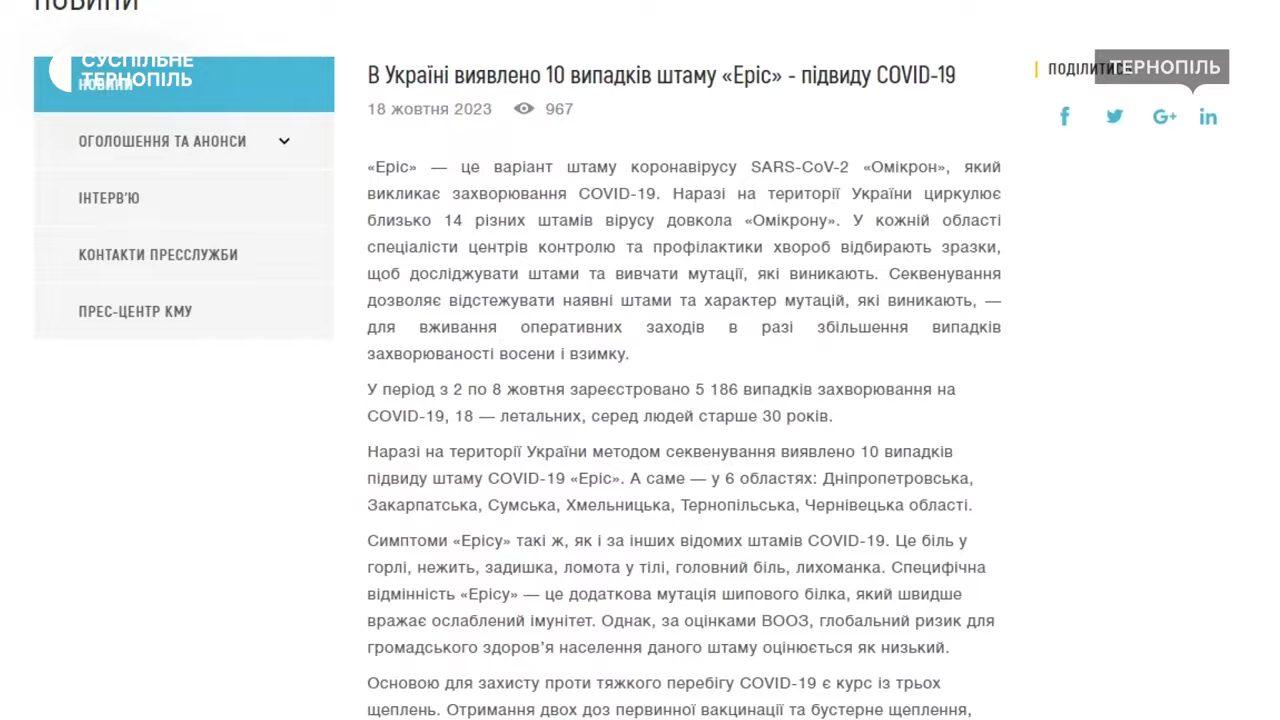 НОВИНИ
СУСПІЛЬНЕ
ТЕРНОПІЛЬ
НОВИНИ
ОГОЛОШЕННЯ ТА АНОНСИ
ІНТЕРВ'Ю
КОНТАКТИ ПРЕССЛУЖБИ
ПРЕС-ЦЕНТР КМУ
В Україні виявлено 10 випадків штаму «Еріс» - підвиду COVID-19
18 жовтня 2023 967
«Еріс» — це варіант штаму коронавірусу SARS-CoV-2 «Омікрон», який
викликає захворювання COVID-19. Наразі на території України циркулює
близько 14 різних штамів вірусу довкола «Омікрону». У кожній області
спеціалісти центрів контролю та профілактики хвороб відбирають зразки,
щоб досліджувати штами та вивчати мутації, які виникають. Секвенування
дозволяє відстежувати наявні штами та характер мутацій, які виникають, —
для вживання оперативних заходів в разі збільшення випадків
захворюваності восени і взимку.
У період з 2 по 8 жовтня зареєстровано 5 186 випадків захворювання на
COVID-19, 18 — летальних, серед людей старше 30 років.
Наразі на території України методом секвенування виявлено 10 випадків
підвиду штаму COVID-19 «Еріс». А саме — у 6 областях: Дніпропетровська,
Закарпатська, Сумська, Хмельницька, Тернопільська, Чернівецька області.
Симптоми «Ерісу» такі ж, як і за інших відомих штамів COVID-19. Це біль у
горлі, нежить, задишка, ломота у тілі, головний біль, лихоманка. Специфічна
відмінність «Ерісу» — це додаткова мутація шипового білка, який швидше
вражає ослаблений імунітет. Однак, за оцінками ВООЗ, глобальний ризик для
громадського здоров’я населення даного штаму оцінюється як низький.
Основою для захисту проти тяжкого перебігу COVID-19 є курс із трьох
щеплень. Отримання двох доз первинної вакцинації та бустерне щеплення,
ПОДІЛИТИСЬ
ТЕРНОПІЛЬ
f G+ in